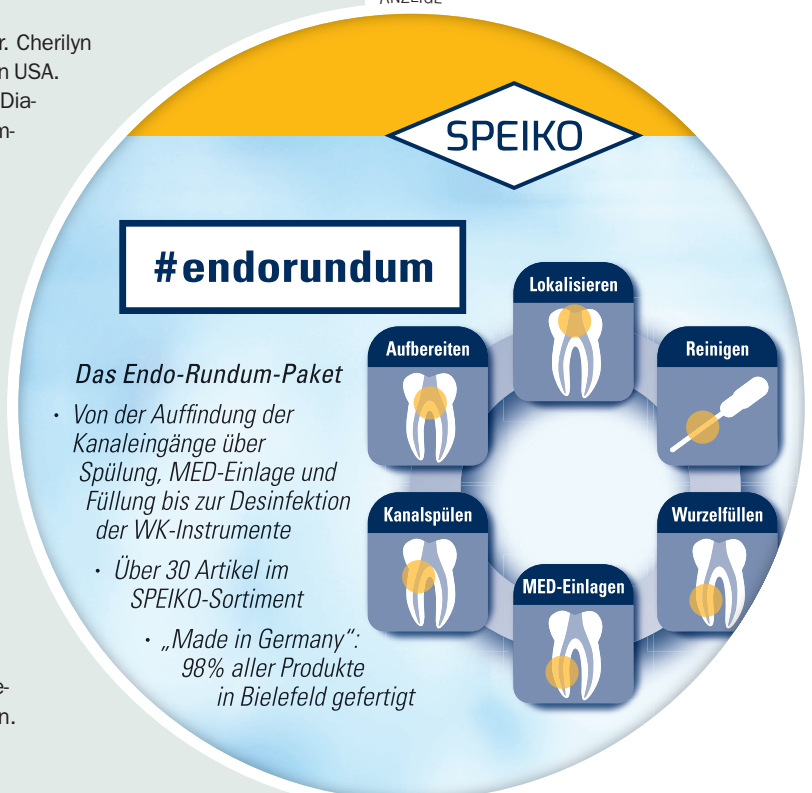 ANZEIGE
r. Cherilyn
n USA.
Dia-
m-
e-
n.
SPEIKO
#endorundum
Das Endo-Rundum-Paket
· Von der Auffindung der
Kanaleingänge über
Spülung, MED-Einlage und
Füllung bis zur Desinfektion
der WK-Instrumente
· Über 30 Artikel im
SPEIKO-Sortiment
· „Made in Germany“:
98% aller Produkte
in Bielefeld gefertigt
Lokalisieren
Aufbereiten
Reinigen
Kanalspülen
Wurzelfüllen
MED-Einlagen